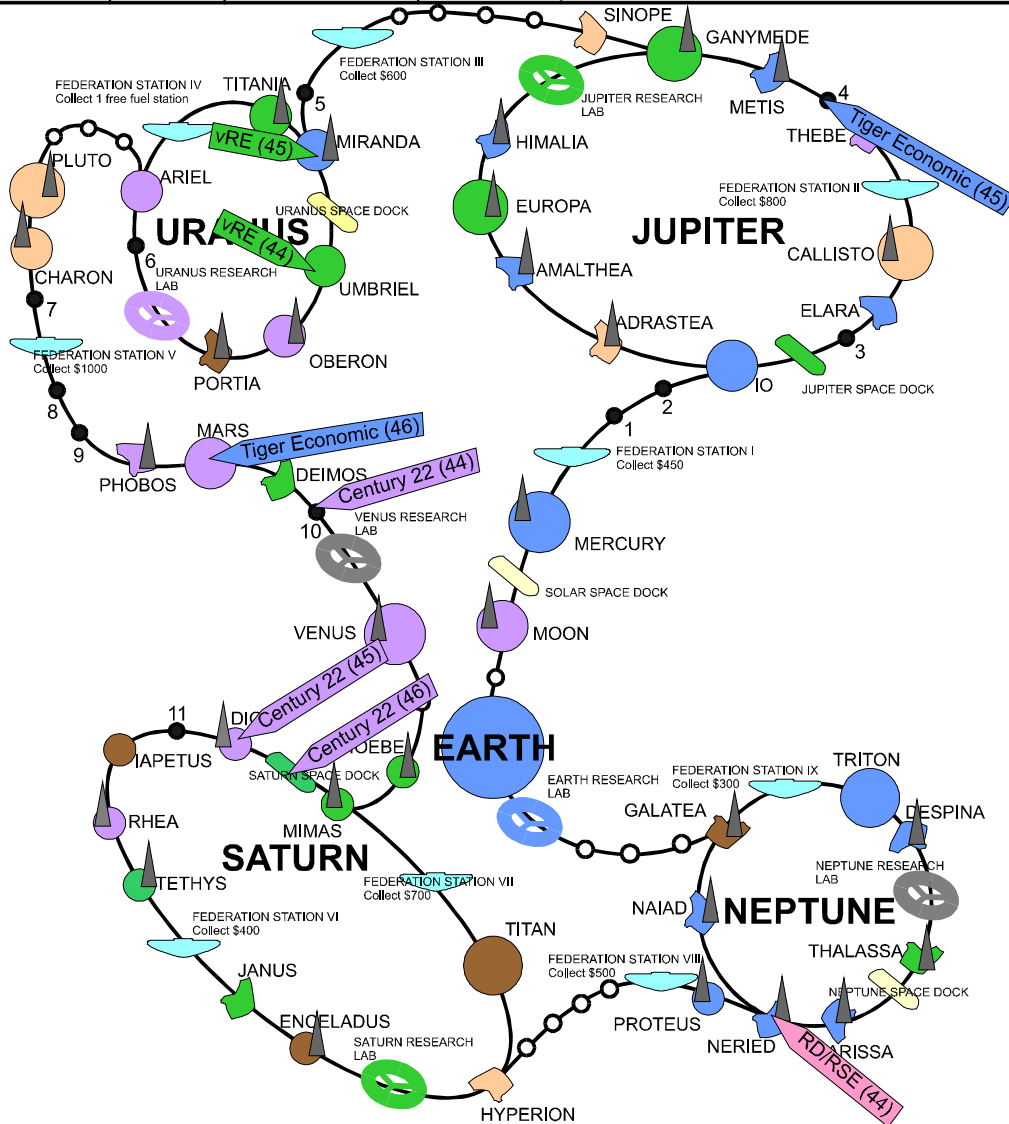 SINOPE
GANYMEDE
FEDERATION STATION III
Collect $600
FEDERATION STATION IV
Collect 1 free fuel station
TITANIA
5
JUPITER RESEARCH
LAB
METIS
4
vRE (45)
MIRANDA
HIMALIA
THEBE
Tiger Economic (45)
PLUTO
ARIEL
FEDERATION STATION II
Collect $800
URANUS SPACE DOCK
EUROPA
URANUS
vRE (44)
JUPITER
6
URANUS RESEARCH
LAB
CALLISTO
CHARON
UMBRIEL
AMALTHEA
7
ELARA
ADRASTEA
3
FEDERATION STATION V
Collect $1000
OBERON
PORTIA
IO
JUPITER SPACE DOCK
8
2
1
9
MARS
Tiger Economic (46)
FEDERATION STATION I
Collect $450
PHOBOS
DEIMOS
Century 22 (44)
10
VENUS RESEARCH
LAB
MERCURY
SOLAR SPACE DOCK
VENUS
MOON
Century 22 (45)
Century 22 (46)
11
EARTH
IAPETUS
SATURN SPACE DOCK
EARTH RESEARCH
LAB
FEDERATION STATION IX
Collect $300
TRITON
GALATEA
DESPINA
RHEA
MIMAS
SATURN
NEPTUNE RESEARCH
LAB
TETHYS
FEDERATION STATION VII
Collect $700
NAIAD
NEPTUNE
FEDERATION STATION VI
Collect $400
TITAN
THALASSA
JANUS
FEDERATION STATION VIII
Collect $500
NEPTUNE SPACE DOCK
ENCELADUS
PROTEUS
SATURN RESEARCH
LAB
NERIED
ARISSA
RD/RSE (44)
HYPERION